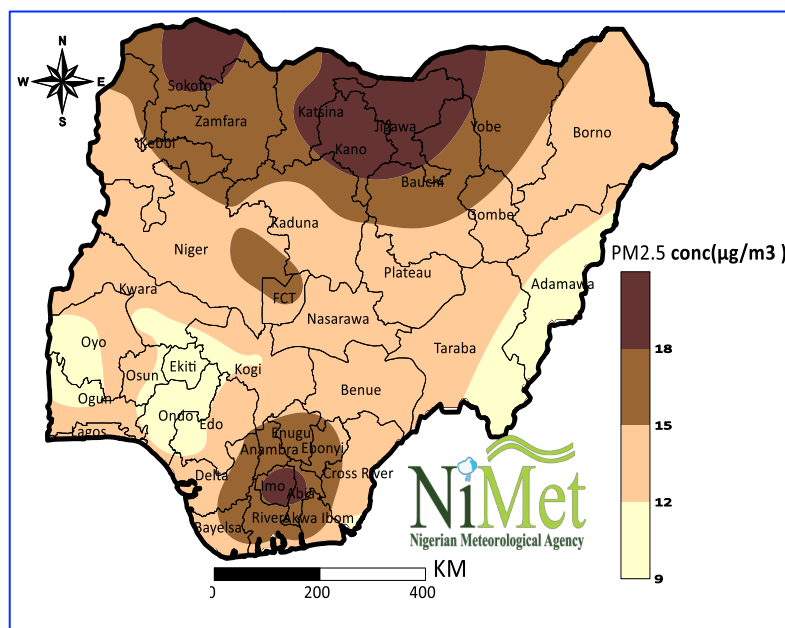 N
W E
S
Sokoto
Katsina
Zamfara
Jigawa
Yobe
Borno
Kebbi
Kano
Bauchi
Gombe
Kaduna
Niger
PM2.5 conc(µg/m3 )
Plateau
Adamawa
Kwara
FCT
Nasarawa
18
Oyo
Taraba
Ekiti
Kogi
Osun
Benue
Ogun
15
Ondo
Edo
Lagos
Enugu
Anambra
Ebonyi
Delta
Cross River
Imo
Abia
12
NiMet
Rivers
Akwa Ibom
Bayelsa
Nigerian Meteorological Agency
9
KM
0 200 400